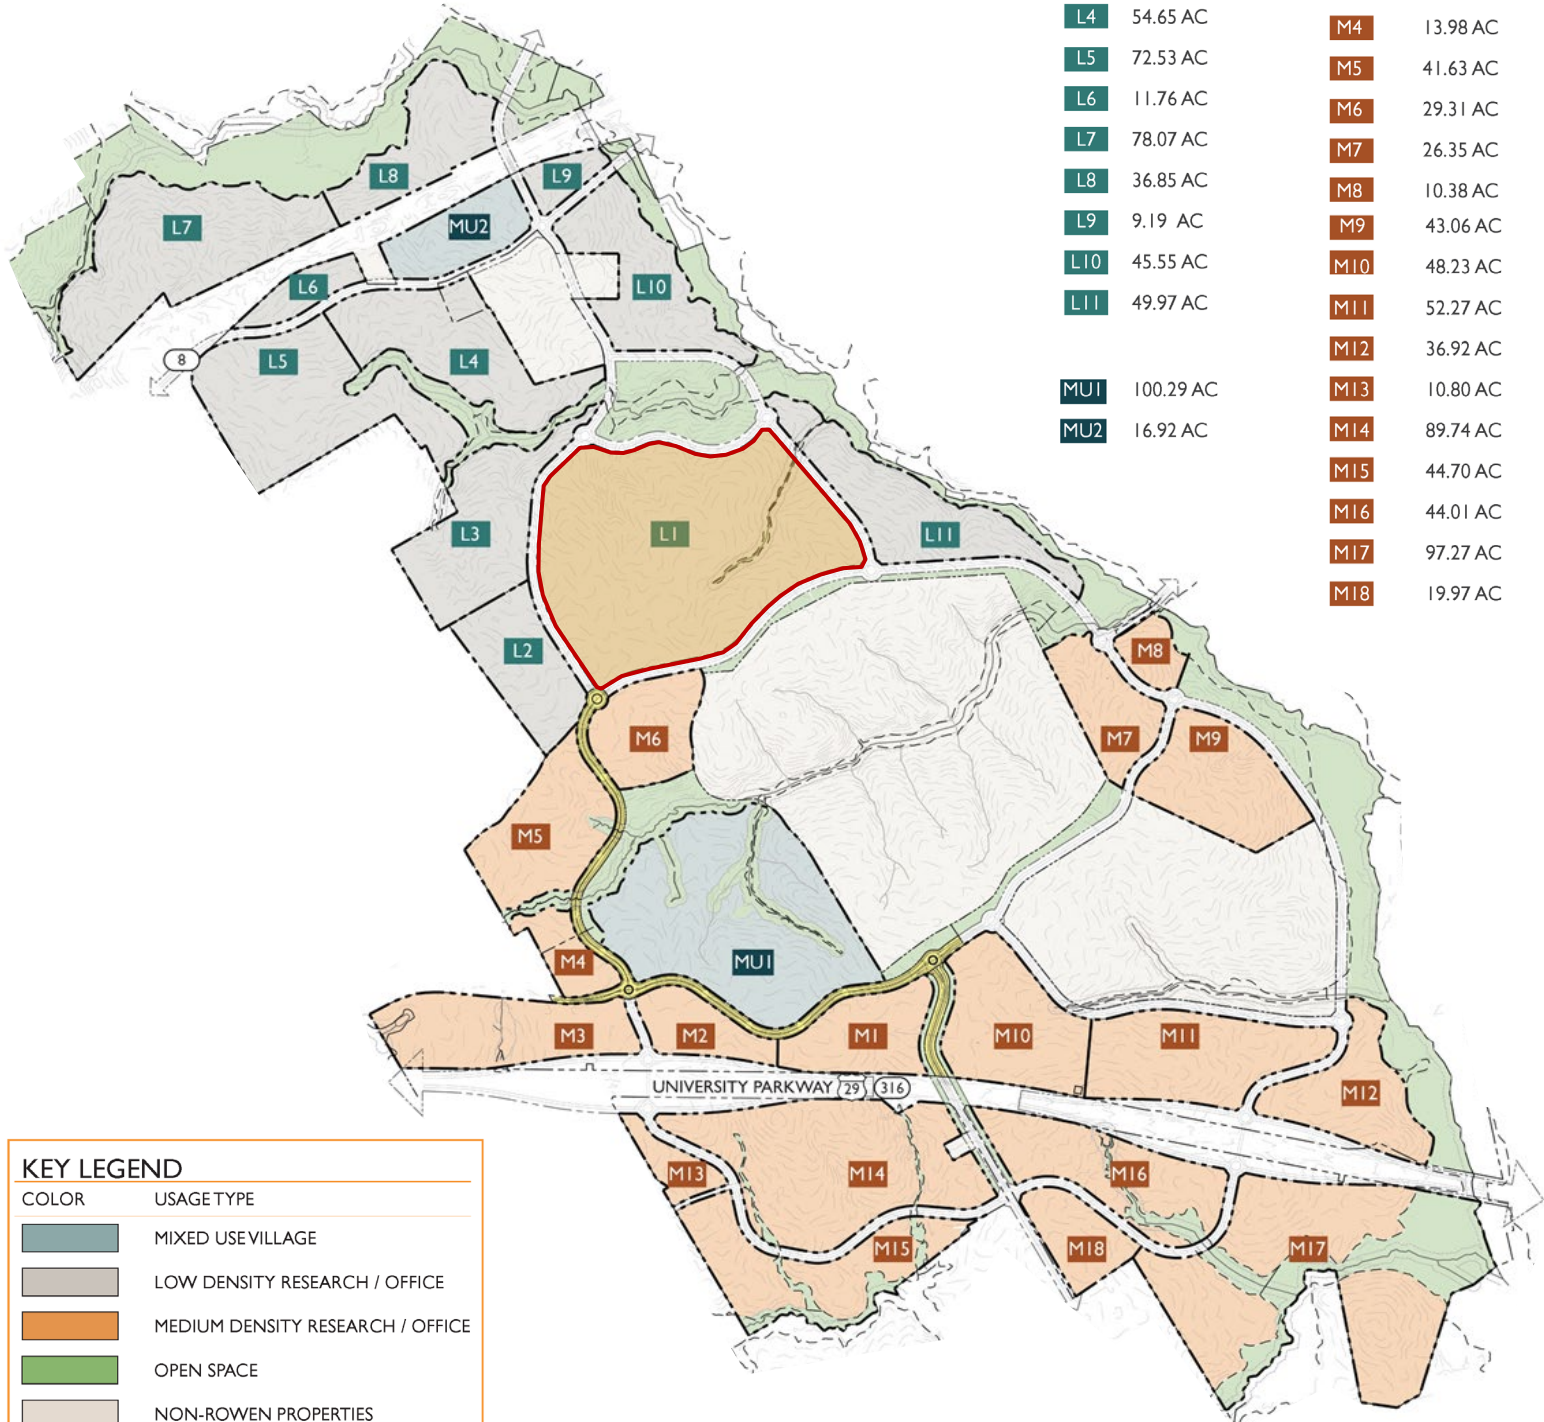 L4 54.65 AC
L5 72.53 AC
L6 11.76 AC
L7 78.07 AC
L8 36.85 AC
L9 9.19 AC
L10 45.55 AC
L11 49.97 AC
MU1 100.29 AC
MU2 16.92 AC
M4 13.98 AC
M5 41.63 AC
M6 29.31 AC
M7 26.35 AC
M8 10.38 AC
M9 43.06 AC
M10 48.23 AC
M11 52.27 AC
M12 36.92 AC
M13 10.80 AC
M14 89.74 AC
M15 44.70 AC
M16 44.01 AC
M17 97.27 AC
M18 19.97 AC
L8
L9
L7
MU2
L6
L10
8
L5
L4
L3
L1
L11
L2
M8
M6
M7
M9
M5
M4
MU1
M3
M2
M1
M10
M11
UNIVERSITY PARKWAY 29 316
M12
M13
M14
M16
M15
M18
M17
KEY LEGEND
COLOR USAGE TYPE
MIXED USE VILLAGE
LOW DENSITY RESEARCH / OFFICE
MEDIUM DENSITY RESEARCH / OFFICE
OPEN SPACE
NON-ROWEN PROPERTIES